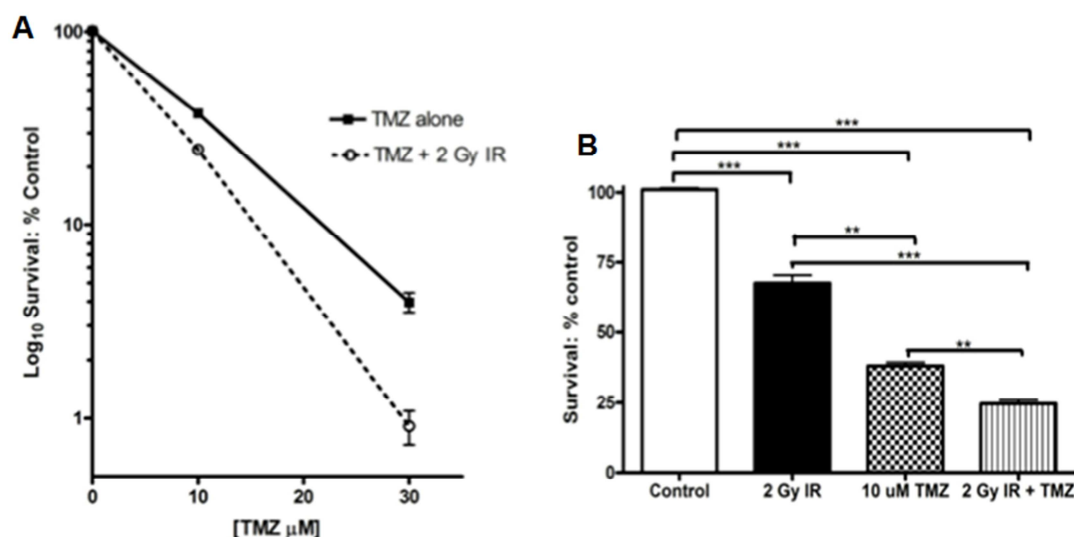 A
Log10 Survival: % Control
100
10
1
0
10
20
30
[TMZ μM]
TMZ alone
TMZ + 2 Gy IR
B
Survival: % control
100
75
50
25
0
***
***
***
**
***
**
Control
2 Gy IR
10 uM TMZ
2 Gy IR + TMZ